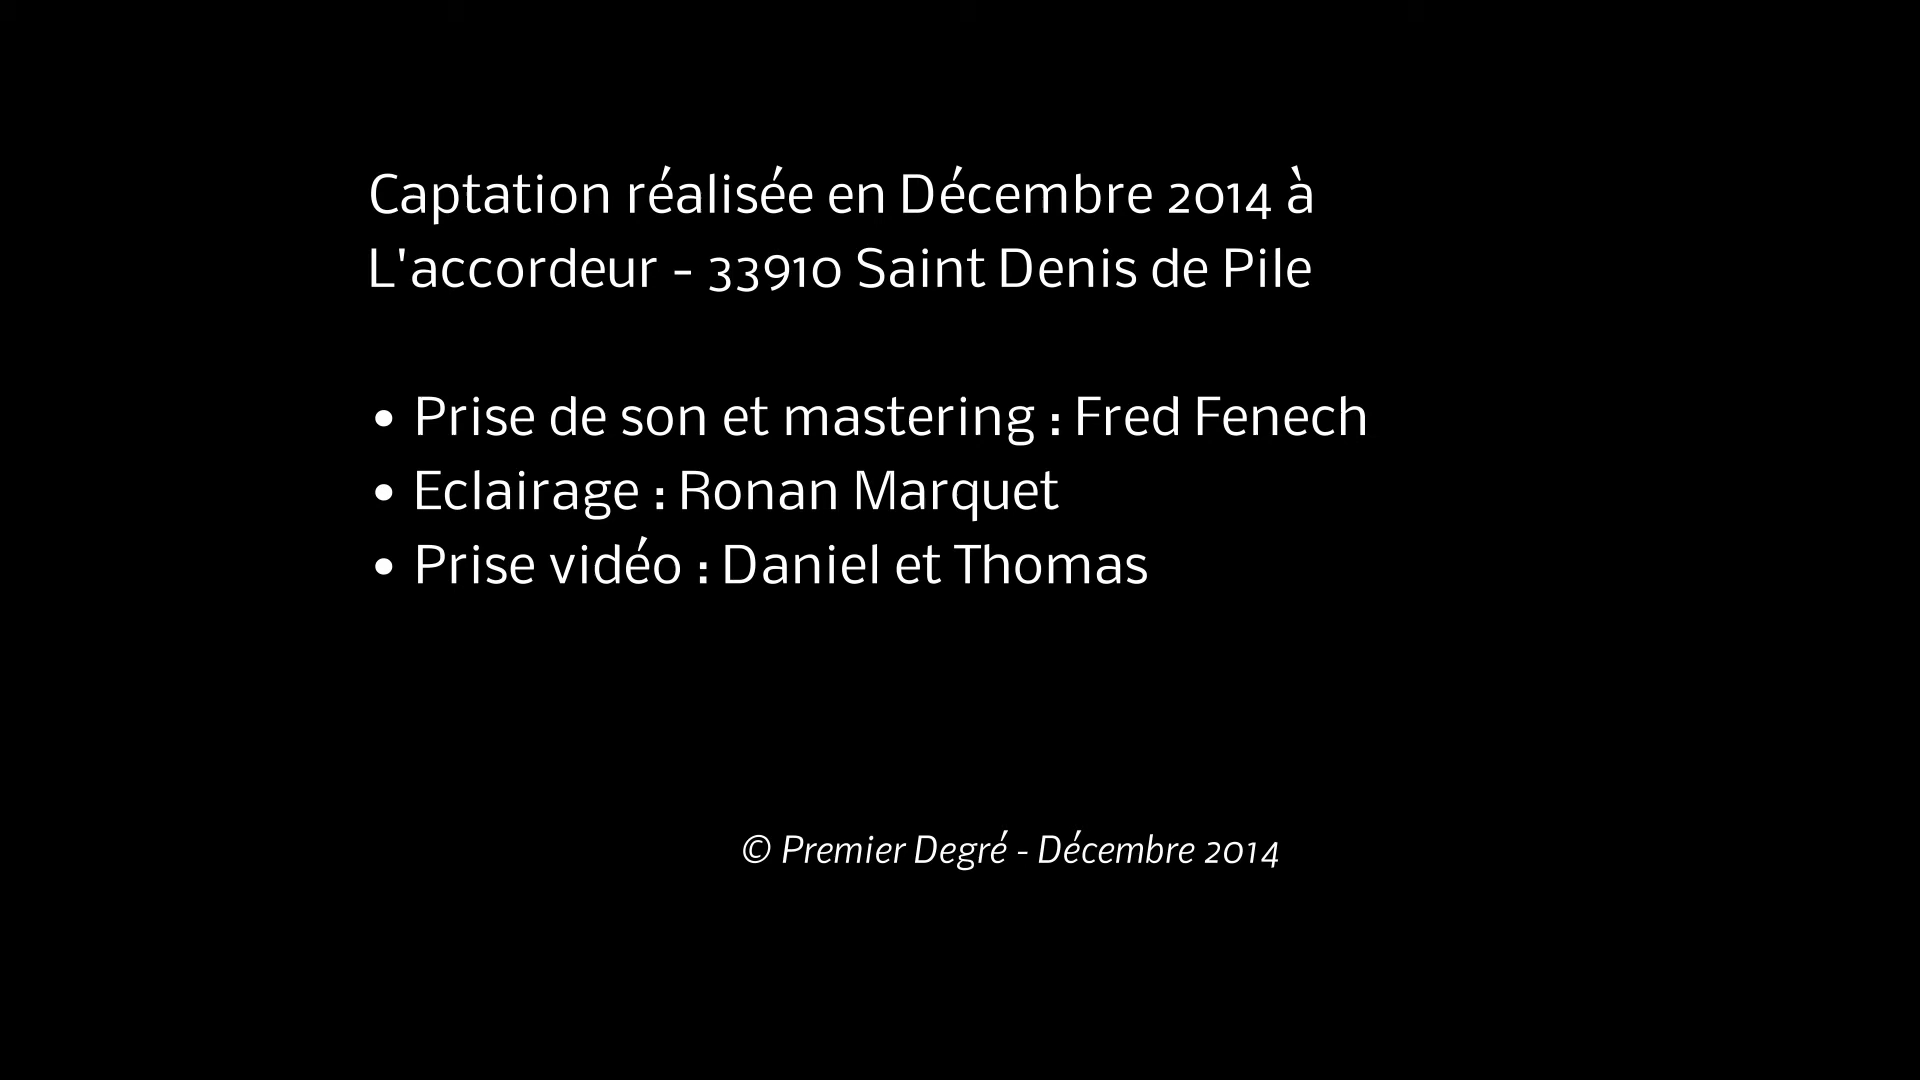 Captation réalisée en Décembre 2014 à
L'accordeur - 33910 Saint Denis de Pile
• Prise de son et mastering : Fred Fenech
• Eclairage : Ronan Marquet
• Prise vidéo : Daniel et Thomas
© Premier Degré - Décembre 2014